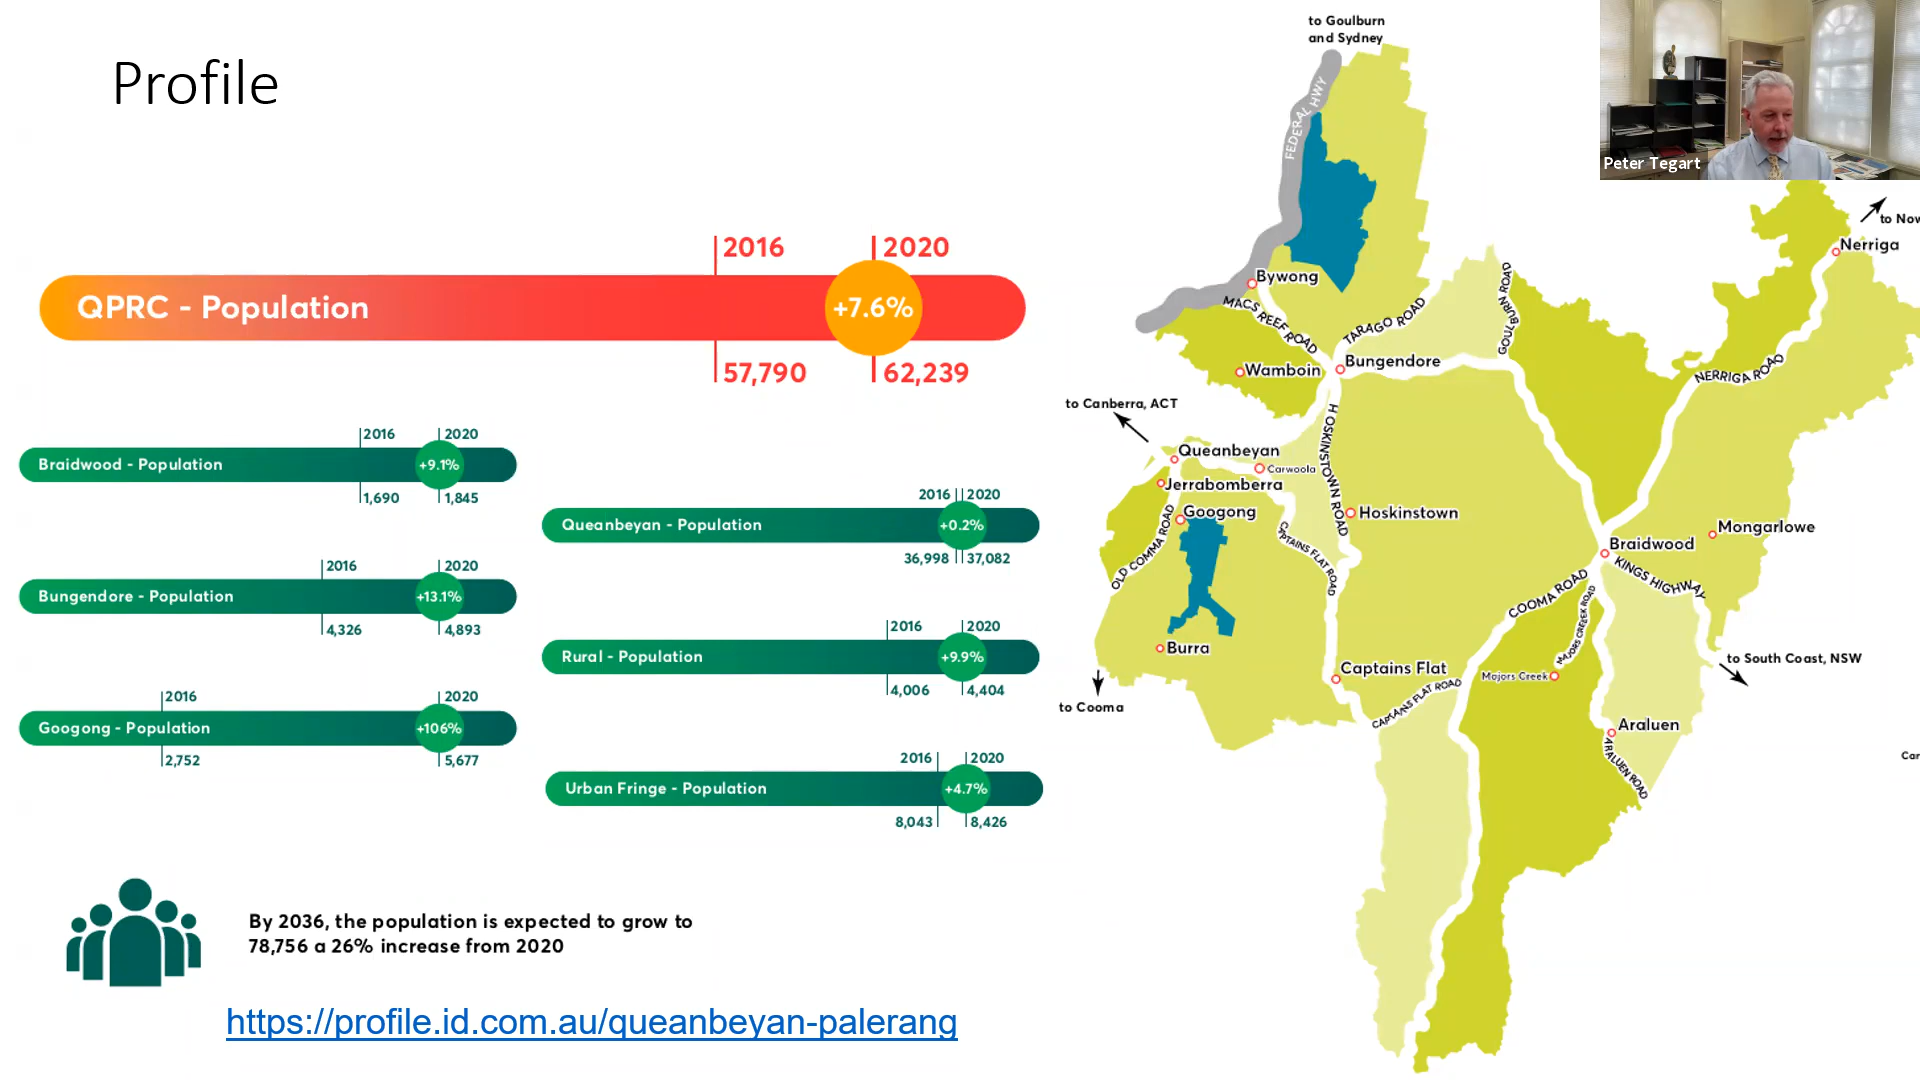 Profile
2016
2020
QPRC - Population
+7.6%
57,790
62,239
2016
2020
Braidwood - Population
+9.1%
1,690
1,845
2016
2020
Queanbeyan - Population
+0.2%
36,998
37,082
2016
2020
Bungendore - Population
+13.1%
4,326
4,893
2016
2020
Rural - Population
+9.9%
4,006
4,404
2016
2020
Googong - Population
+106%
2,752
5,677
2016
2020
Urban Fringe - Population
+4.7%
8,043
8,426
By 2036, the population is expected to grow to
78,756 a 26% increase from 2020
https://profile.id.com.au/queanbeyan-palerang
to Goulburn
and Sydney
FEDERAL HWY
Peter Tegart
to Now
Nerriga
Bywong
MACS REEF ROAD
TARAGO ROAD
GOULBURN ROAD
Wamboin
Bungendore
NERRIGA ROAD
to Canberra, ACT
HOSKINSTOWN ROAD
Queanbeyan
Carwoola
Jerrabomberra
Googong
Hoskinstown
OLD COMMA ROAD
CAPTAINS FLAT ROAD
Mongarlowe
Braidwood
KINGS HIGHWAY
COOMA ROAD
MAJORS CREEK ROAD
Burra
Captains Flat
Majors Creek
to South Coast, NSW
CAPTAINS FLAT ROAD
to Cooma
Araluen
ARALUEN ROAD
Car